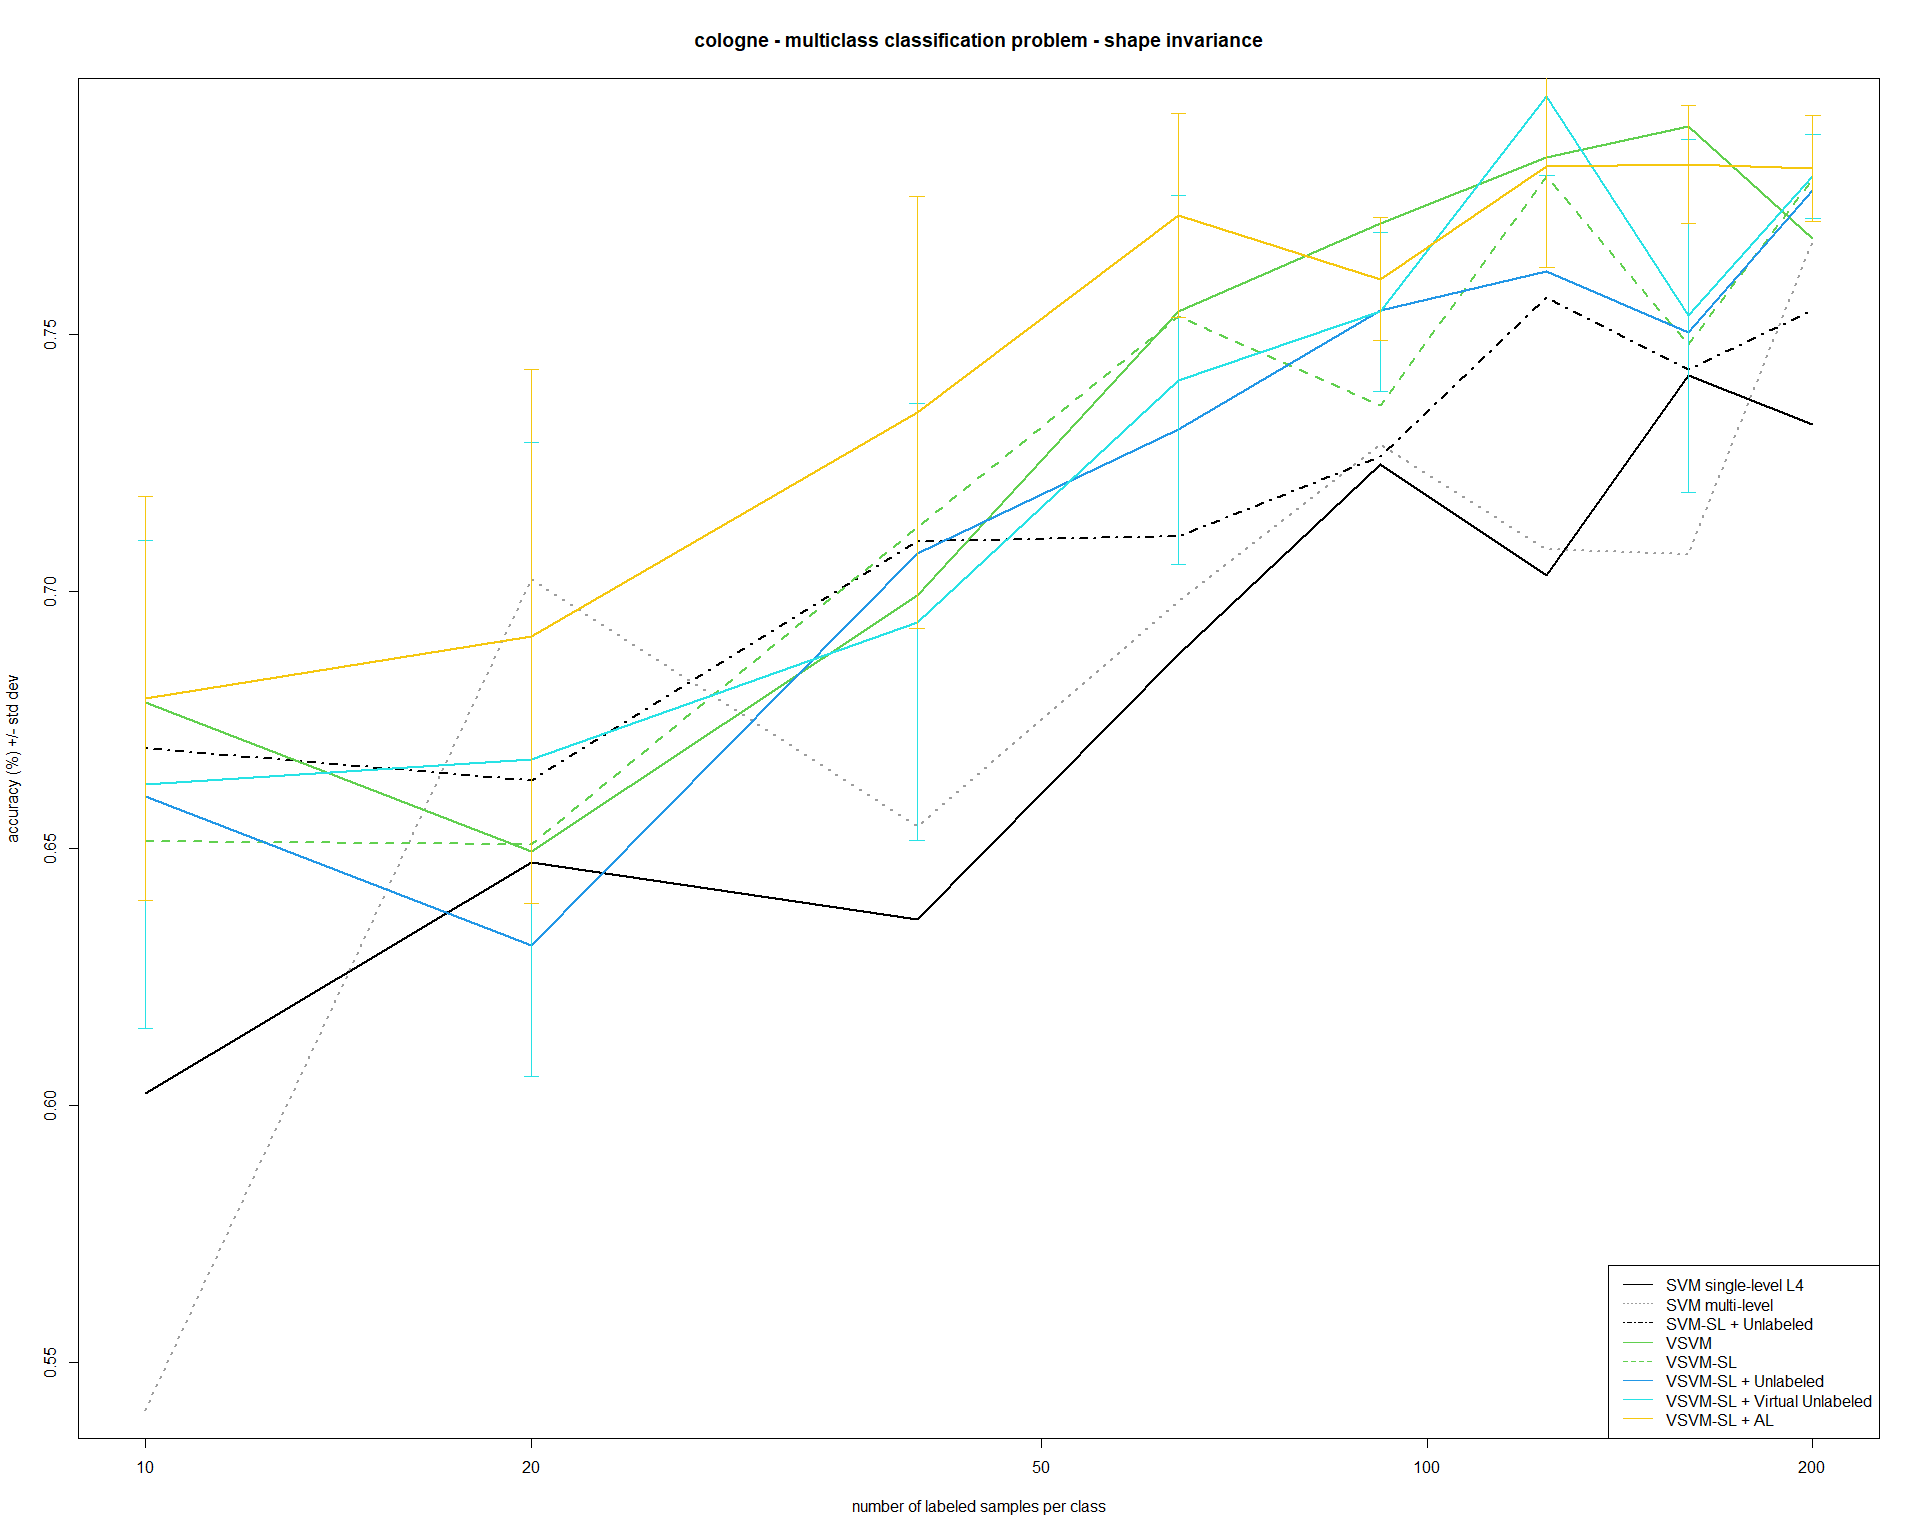 cologne - multiclass classification problem - shape invariance
accuracy (%) +/- std dev
0.75
0.70
0.65
0.60
0.55
10
20
50
100
200
number of labeled samples per class
SVM single-level L4
SVM multi-level
SVM-SL + Unlabeled
VSVM
VSVM-SL
VSVM-SL + Unlabeled
VSVM-SL + Virtual Unlabeled
VSVM-SL + AL